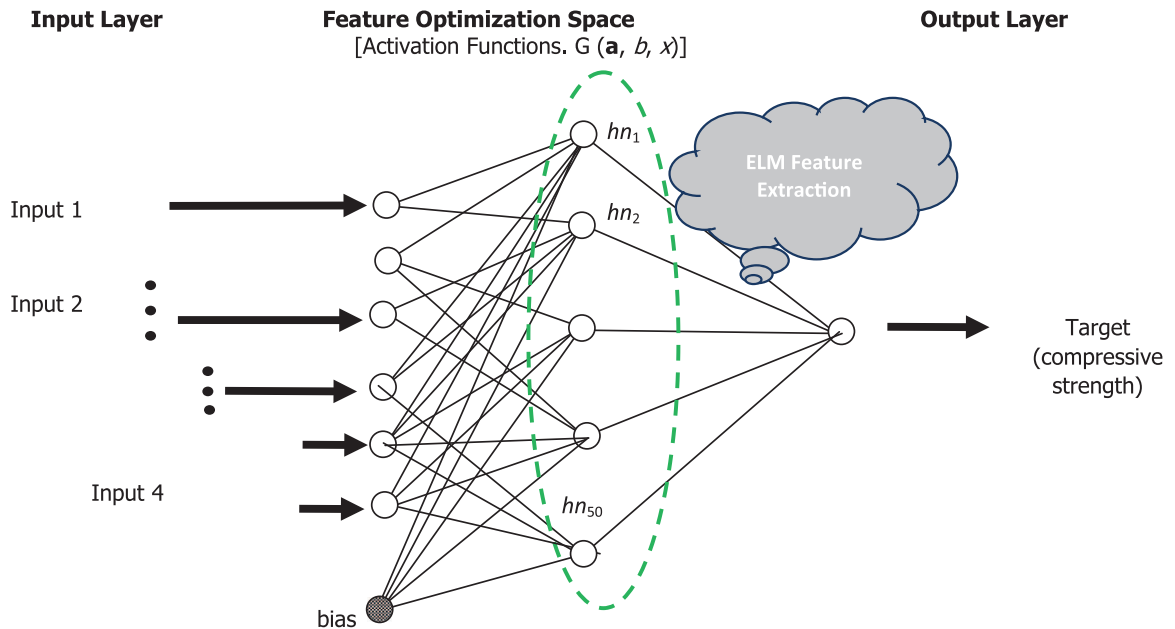 Input Layer
Feature Optimization Space
Output Layer
[Activation Functions. G (a, b, x)]
hn1
ELM Feature
Extraction
Input 1
hn2
Input 2
Target
(compressive
strength)
Input 4
hn50
bias